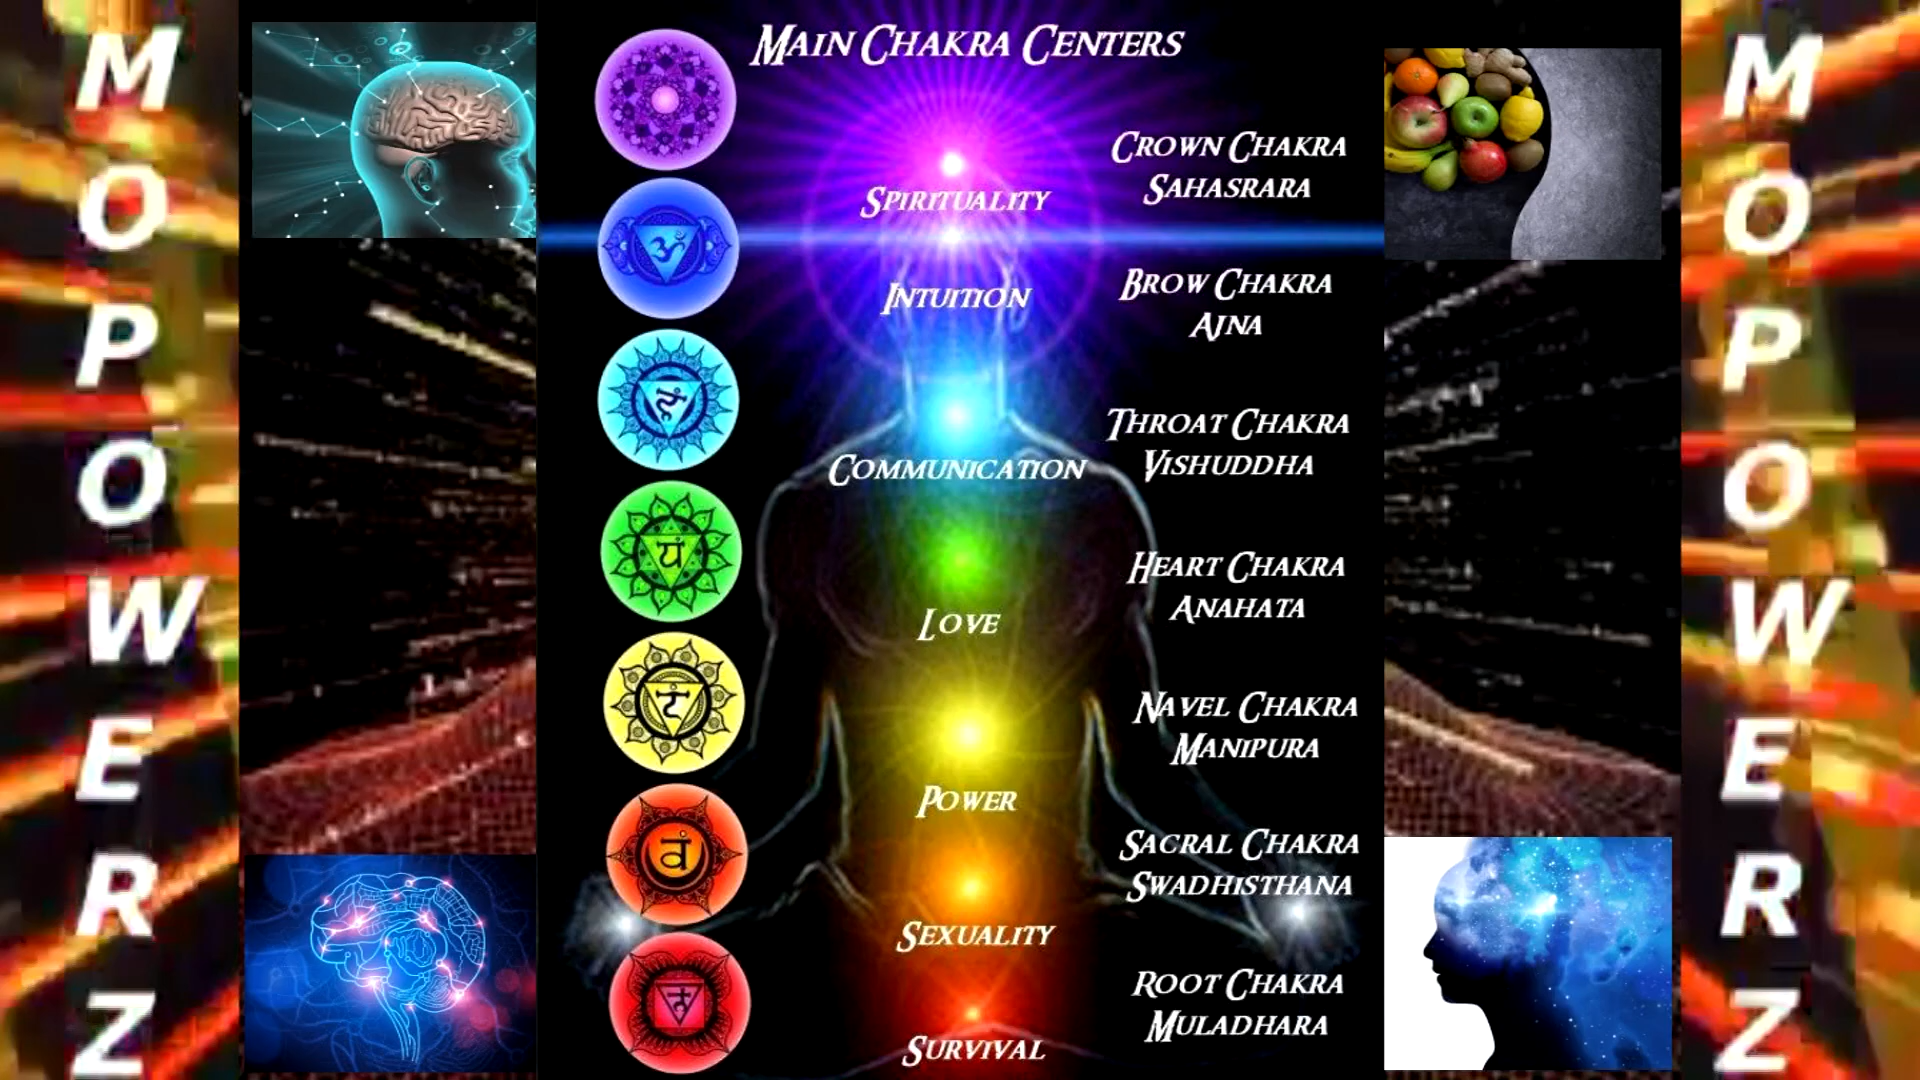 MOPOWERZ
MAIN CHAKRA CENTERS
CROWN CHAKRA
SAHASRARA
SPIRITUALITY
BROW CHAKRA
AJNA
INTUITION
THROAT CHAKRA
VISHUDDHA
COMMUNICATION
HEART CHAKRA
ANAHATA
LOVE
NAVEL CHAKRA
MANIPURA
POWER
SACRAL CHAKRA
SWADHISTHANA
SEXUALITY
ROOT CHAKRA
MULADHARA
SURVIVAL
ॐ
यं
वं
MOPOWERZ